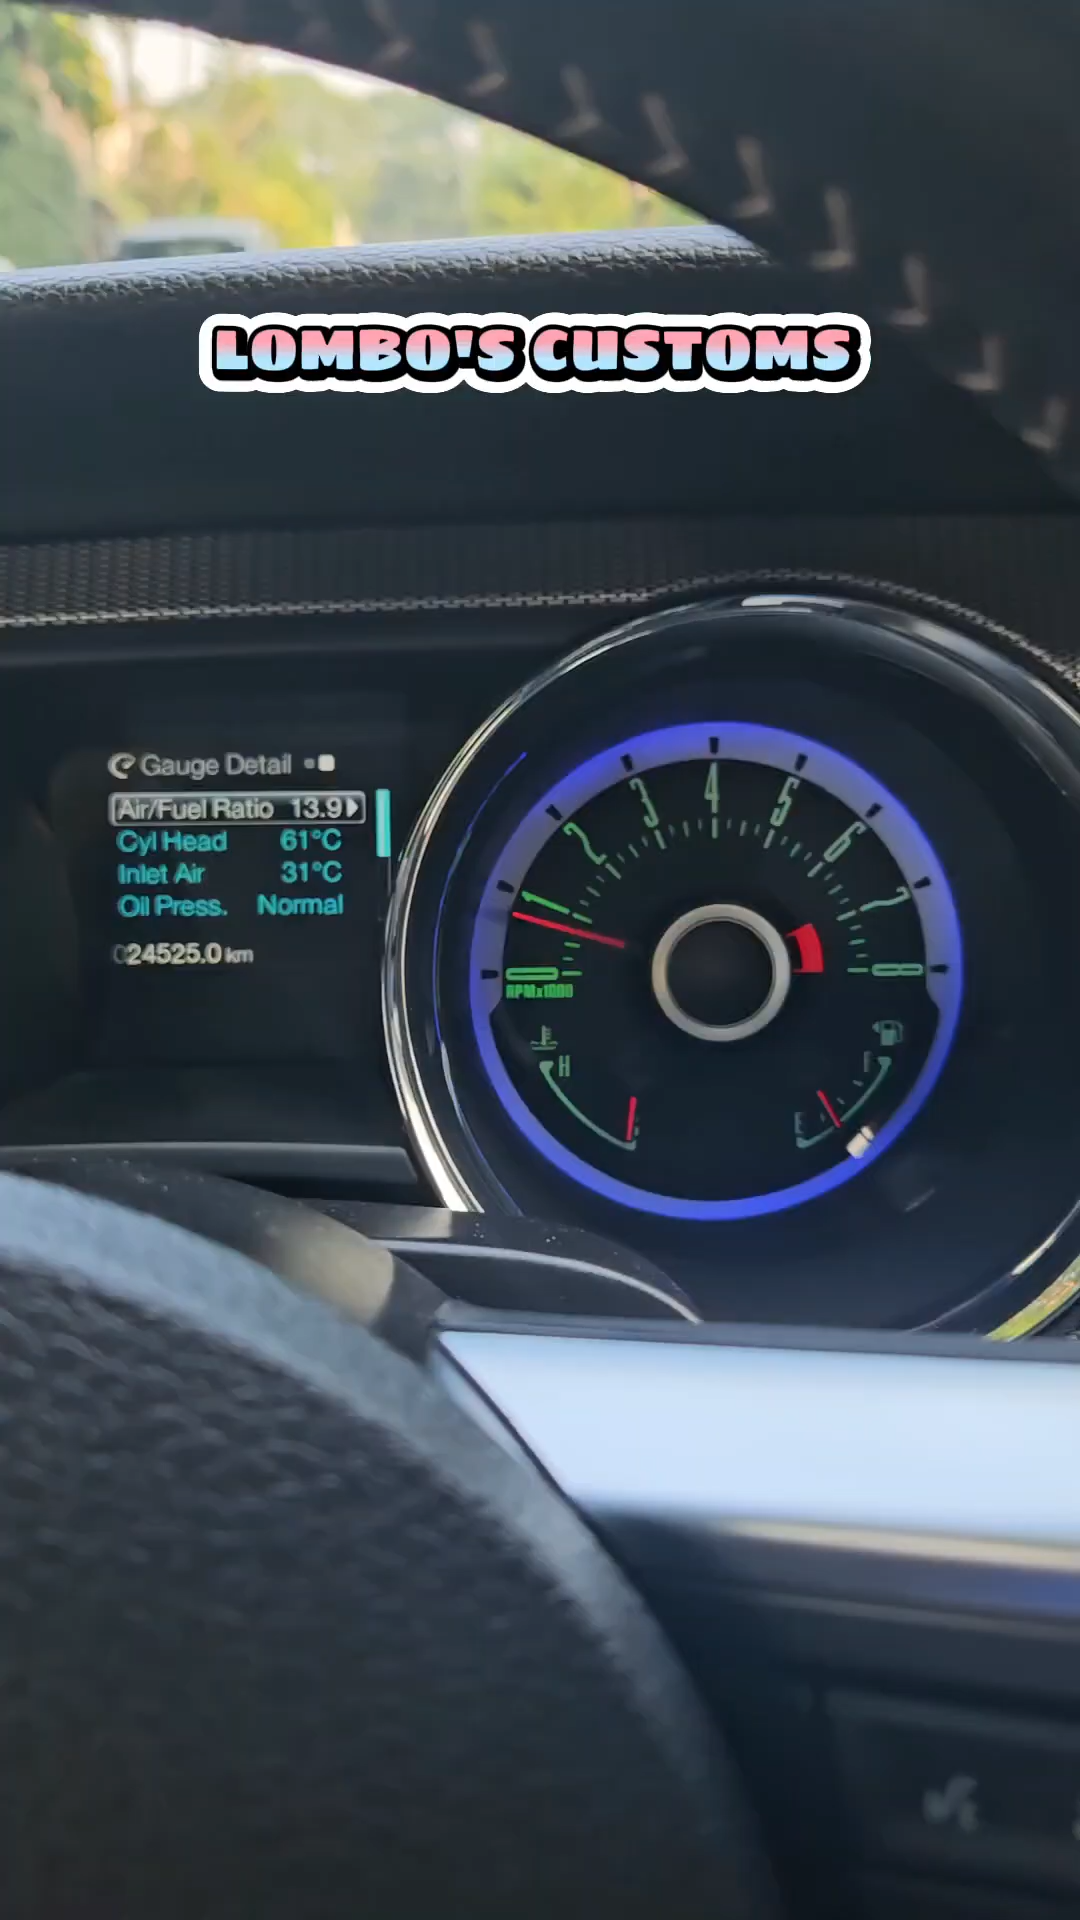 LOMBO'S CUSTOMS
Gauge Detail
Air/Fuel Ratio 13.9
Cyl Head 61°C
Inlet Air 31°C
Oil Press. Normal
024525.0 km
0 1 2 3 4 5 6 7 8
RPMx1000
H
F
E